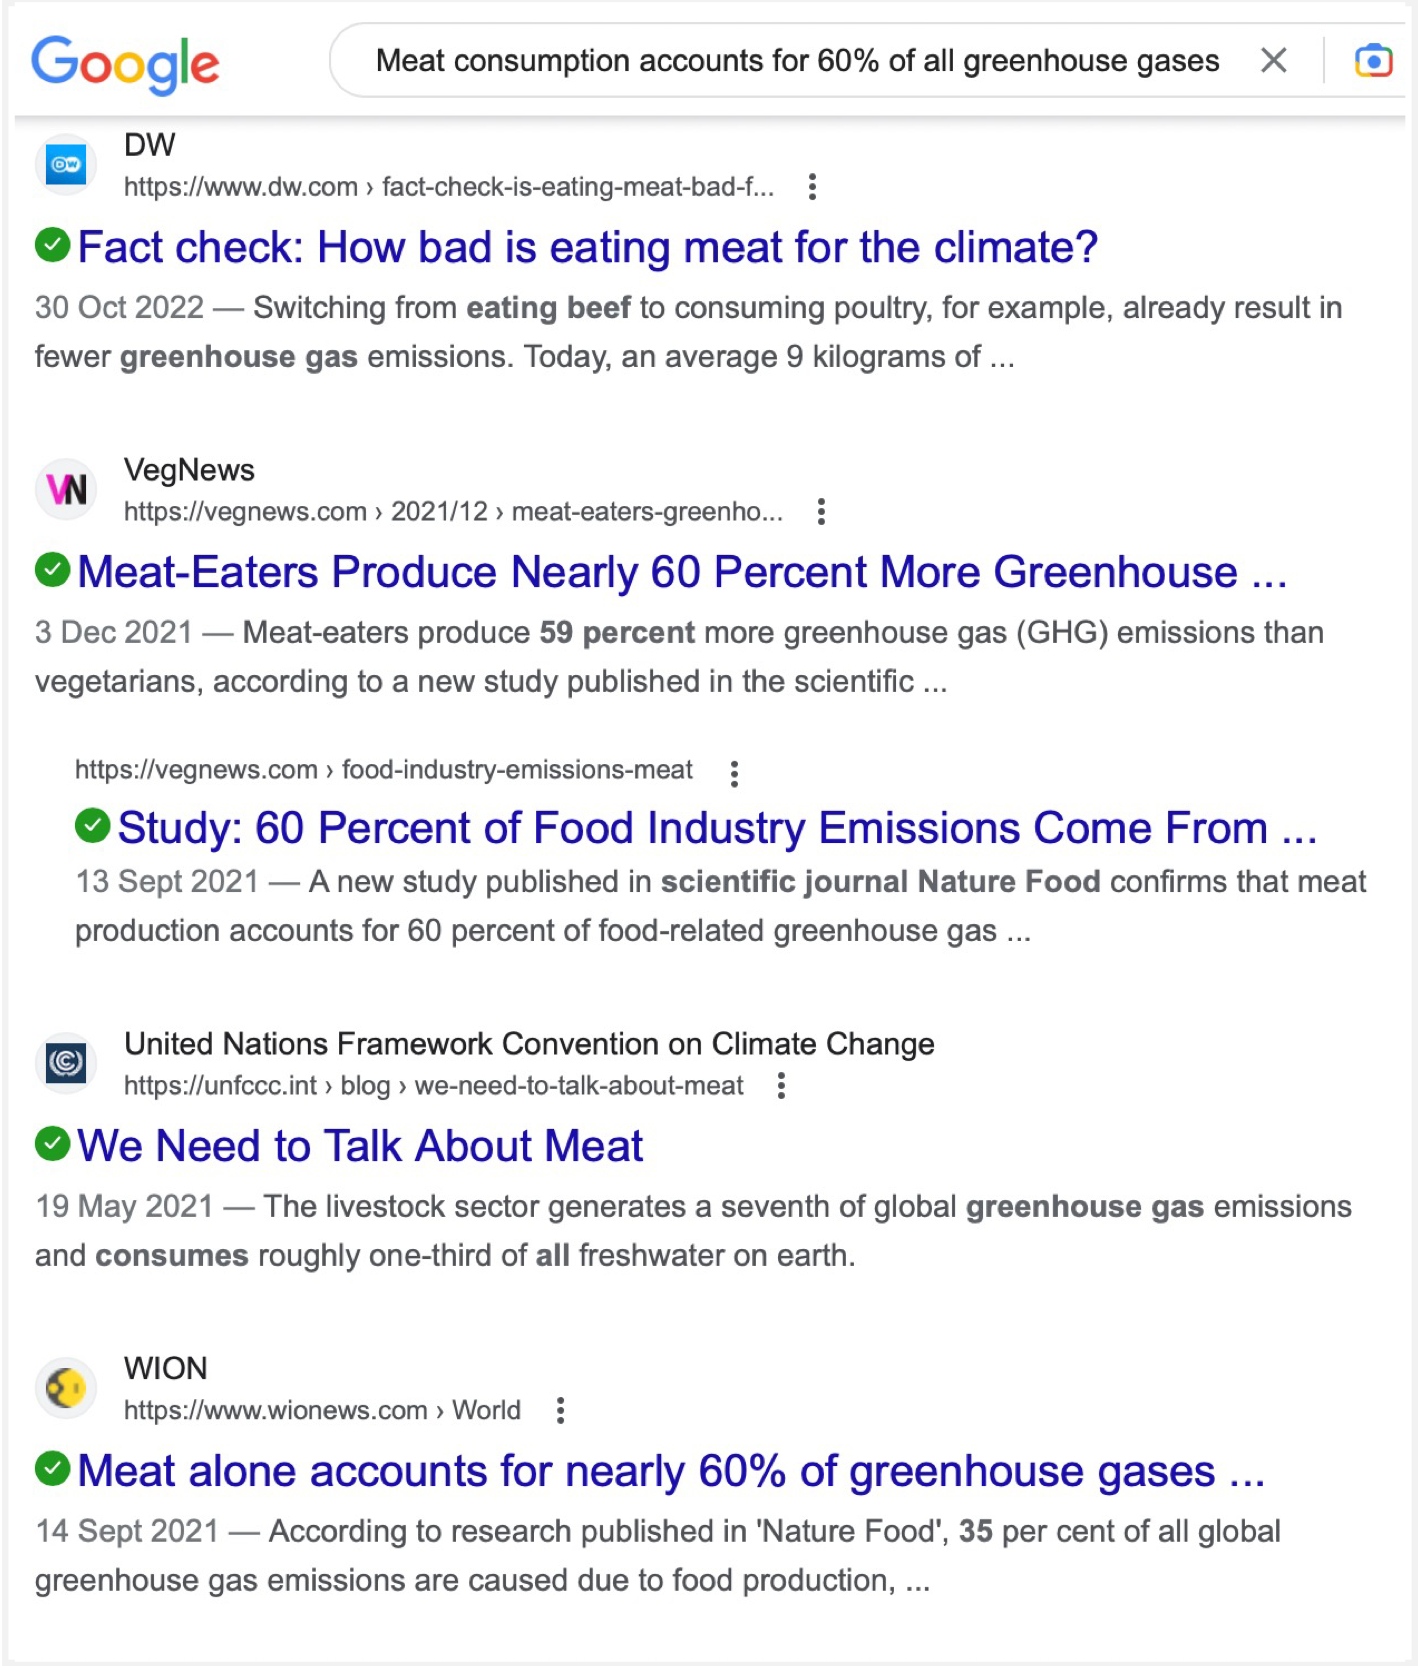 Google
Meat consumption accounts for 60% of all greenhouse gases
DW
DW
https://www.dw.com › fact-check-is-eating-meat-bad-f...
Fact check: How bad is eating meat for the climate?
30 Oct 2022 — Switching from eating beef to consuming poultry, for example, already result in
fewer greenhouse gas emissions. Today, an average 9 kilograms of ...
VN
VegNews
https://vegnews.com › 2021/12 › meat-eaters-greenho...
Meat-Eaters Produce Nearly 60 Percent More Greenhouse ...
3 Dec 2021 — Meat-eaters produce 59 percent more greenhouse gas (GHG) emissions than
vegetarians, according to a new study published in the scientific ...
https://vegnews.com › food-industry-emissions-meat
Study: 60 Percent of Food Industry Emissions Come From ...
13 Sept 2021 — A new study published in scientific journal Nature Food confirms that meat
production accounts for 60 percent of food-related greenhouse gas ...
United Nations Framework Convention on Climate Change
https://unfccc.int › blog › we-need-to-talk-about-meat
We Need to Talk About Meat
19 May 2021 — The livestock sector generates a seventh of global greenhouse gas emissions
and consumes roughly one-third of all freshwater on earth.
WION
https://www.wionews.com › World
Meat alone accounts for nearly 60% of greenhouse gases ...
14 Sept 2021 — According to research published in 'Nature Food', 35 per cent of all global
greenhouse gas emissions are caused due to food production, ...